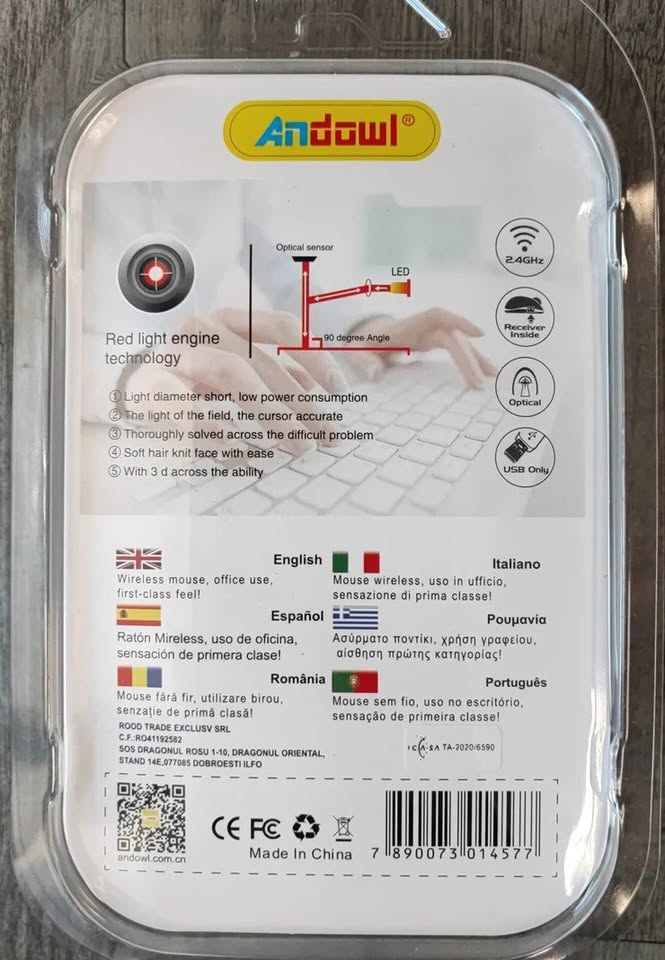 Andowl®
Optical sensor
LED
90 degree Angle
Red light engine
technology
① Light diameter short, low power consumption
② The light of the field, the cursor accurate
③ Thoroughly solved across the difficult problem
④ Soft hair knit face with ease
⑤ With 3 d across the ability
2.4GHz
Receiver
Inside
Optical
USB Only
English
Wireless mouse, office use,
first-class feel!
Italiano
Mouse wireless, uso in ufficio,
sensazione di prima classe!
Español
Ratón Mireless, uso de oficina,
sensación de primera clase!
Ρουμανία
Ασύρματο ποντίκι, χρήση γραφείου,
αίσθηση πρώτης κατηγορίας!
România
Mouse fără fir, utilizare birou,
senzație de primă clasă!
Português
Mouse sem fio, uso no escritório,
sensação de primeira classe!
ROOD TRADE EXCLUSV SRL
C.F.:RO41192582
SOS DRAGONUL ROSU 1-10, DRAGONUL ORIENTAL,
STAND 14E,077085 DOBROESTI ILFO
ICASA TA-2020/6590
andowl.com.cn
CE FC
Made In China
7 890073 014577